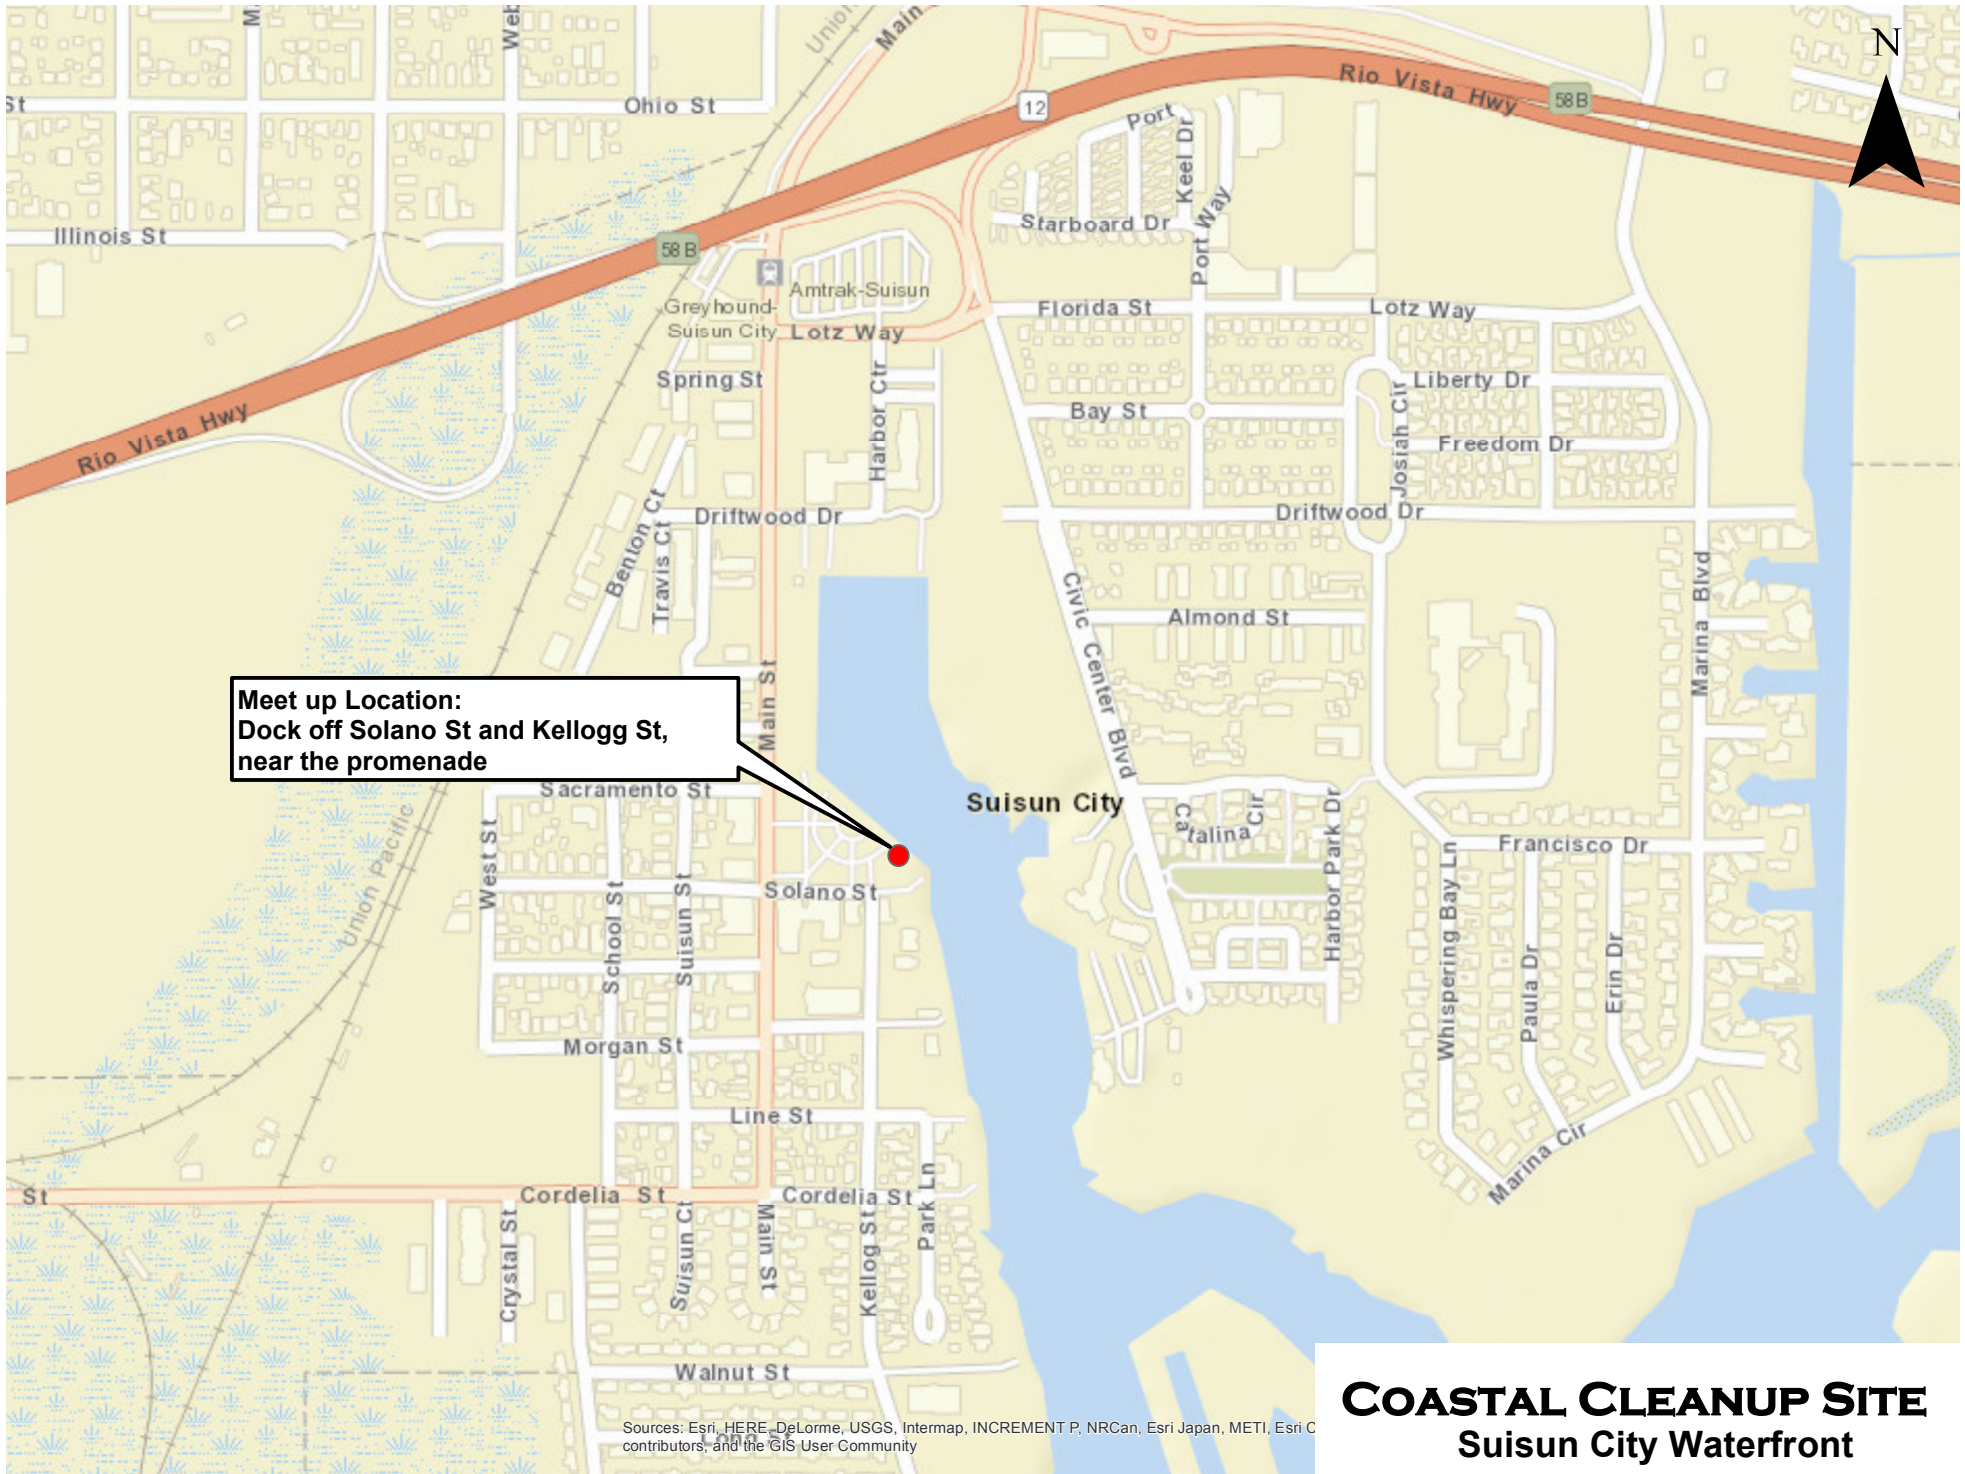 Union
Main
N
Rio Vista Hwy
58B
12
St
Ohio St
Port
Keel Dr
Illinois St
Starboard Dr
Port Way
58 B
Amtrak-Suisun
Greyhound-
Suisun City
Lotz Way
Florida St
Lotz Way
Spring St
Harbor Ctr
Liberty Dr
Bay St
Josiah Cir
Rio Vista Hwy
Freedom Dr
Benton Ct
Travis Ct
Driftwood Dr
Driftwood Dr
Civic Center Blvd
Almond St
Marina Blvd
Main St
Meet up Location:
Dock off Solano St and Kellogg St,
near the promenade
Sacramento St
Suisun City
Catalina Cir
Harbor Park Dr
Francisco Dr
Union Pacific
West St
School St
Suisun St
Solano St
Whispering Bay Ln
Paula Dr
Erin Dr
Morgan St
Line St
Marina Cir
St
Cordelia St
Cordelia St
Park Ln
Crystal St
Suisun Ct
Main St
Kellog St
Walnut St
Long St
Sources: Esri, HERE, DeLorme, USGS, Intermap, INCREMENT P, NRCan, Esri Japan, METI, Esri C
contributors, and the GIS User Community
COASTAL CLEANUP SITE
Suisun City Waterfront